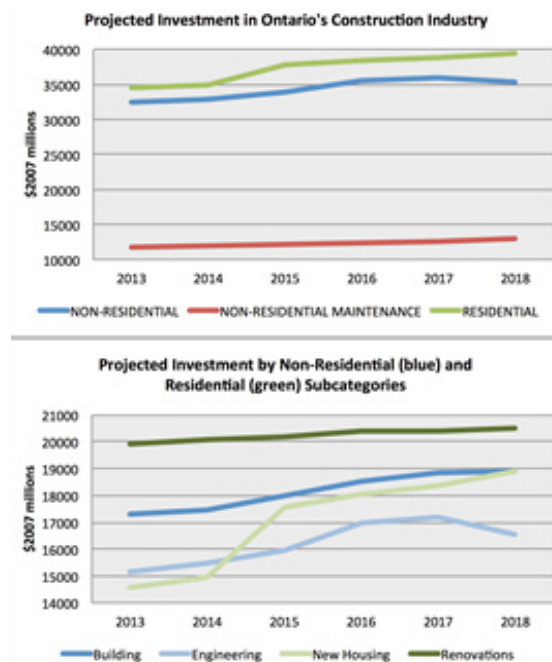 Projected Investment in Ontario's Construction Industry
40000
35000
30000
25000
20000
15000
10000
$2007 millions
2013 2014 2015 2016 2017 2018
NON-RESIDENTIAL NON-RESIDENTIAL MAINTENANCE RESIDENTIAL
Projected Investment by Non-Residential (blue) and
Residential (green) Subcategories
21000
20000
19000
18000
17000
16000
15000
14000
$2007 millions
2013 2014 2015 2016 2017 2018
Building Engineering New Housing Renovations